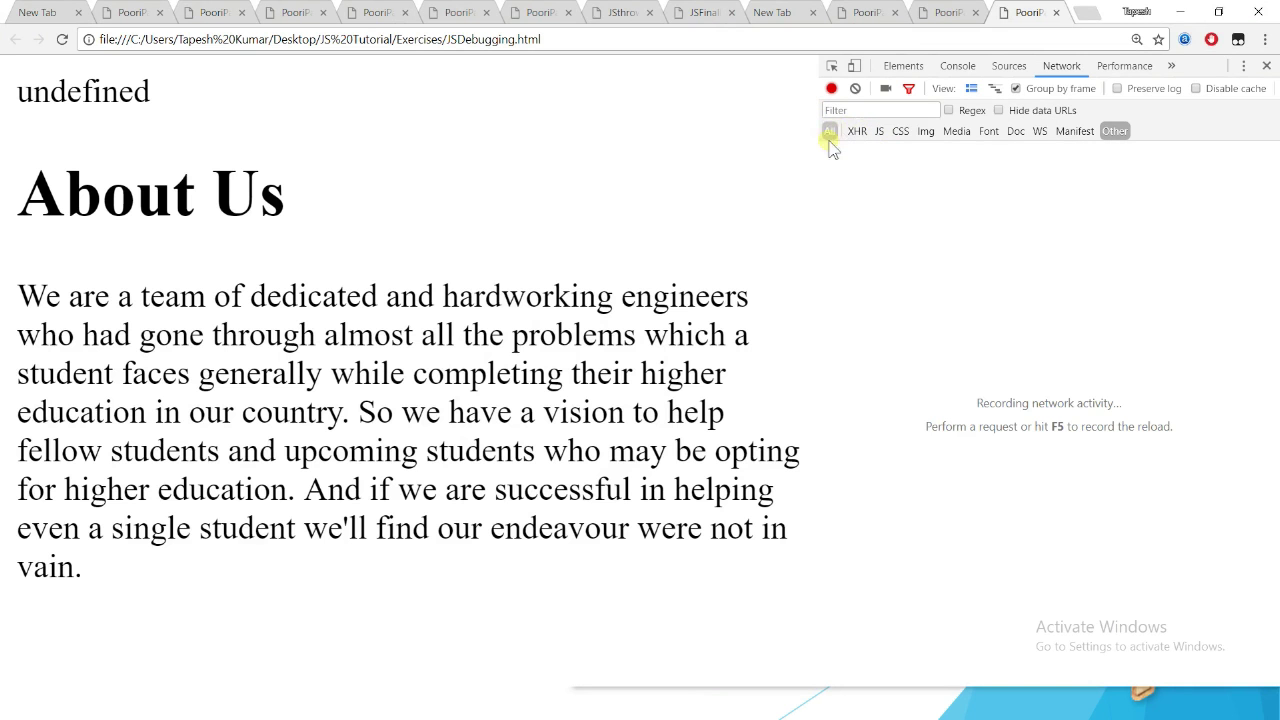 New Tab PooriP PooriP PooriP PooriP PooriP PooriP JSthrou JSFinal New Tab PooriP PooriP PooriP Tapesh
file:///C:/Users/Tapesh%20Kumar/Desktop/JS%20Tutorial/Exercises/JSDebugging.html
Elements Console Sources Network Performance »
View: Group by frame Preserve log Disable cache
Filter Regex Hide data URLs
All XHR JS CSS Img Media Font Doc WS Manifest Other
undefined
About Us
We are a team of dedicated and hardworking engineers
who had gone through almost all the problems which a
student faces generally while completing their higher
education in our country. So we have a vision to help
fellow students and upcoming students who may be opting
for higher education. And if we are successful in helping
even a single student we'll find our endeavour were not in
vain.
Recording network activity...
Perform a request or hit F5 to record the reload.
Activate Windows
Go to Settings to activate Windows.